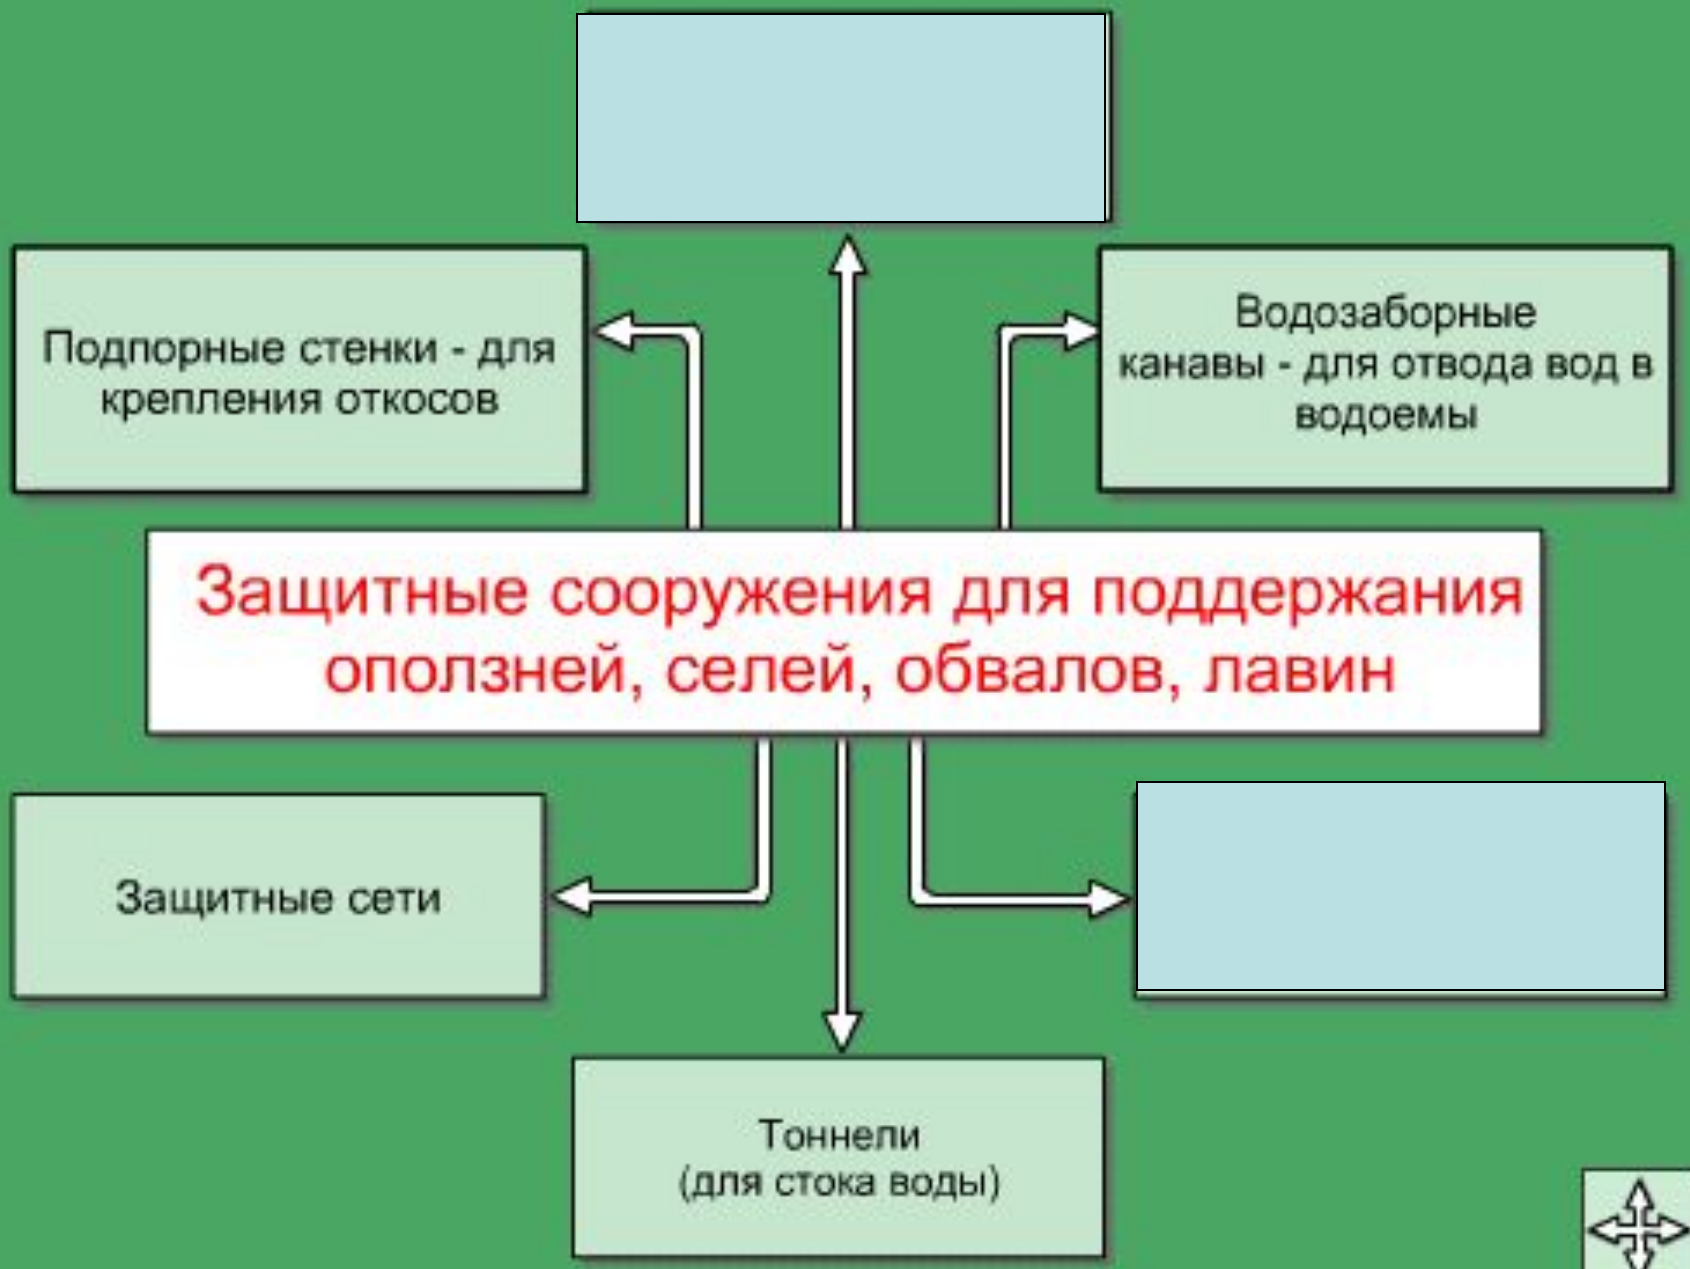 Подпорные стенки - для
крепления откосов
Водозаборные
канавы - для отвода вод в
водоемы
Защитные сооружения для поддержания
оползней, селей, обвалов, лавин
Защитные сети
Тоннели
(для стока воды)